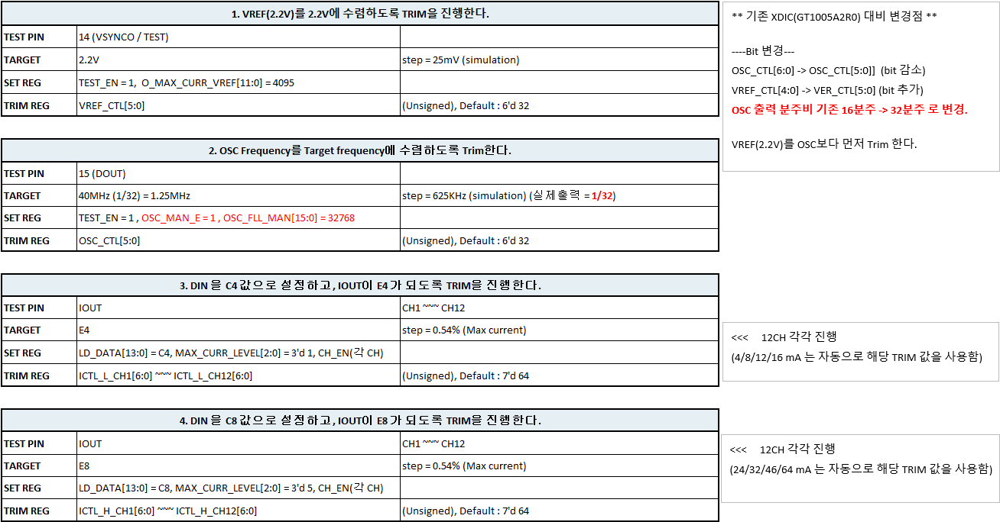 1. VREF(2.2V)를 2.2V에 수렴하도록 TRIM을 진행한다.
TEST PIN 14 (VSYNCO / TEST)
TARGET 2.2V step = 25mV (simulation)
SET REG TEST_EN = 1, O_MAX_CURR_VREF[11:0] = 4095
TRIM REG VREF_CTL[5:0] (Unsigned), Default : 6'd 32
** 기존 XDIC(GT1005A2R0) 대비 변경점 **
----Bit 변경---
OSC_CTL[6:0] -> OSC_CTL[5:0]] (bit 감소)
VREF_CTL[4:0] -> VER_CTL[5:0] (bit 추가)
OSC 출력 분주비 기존 16분주 -> 32분주 로 변경.
VREF(2.2V)를 OSC보다 먼저 Trim 한다.
2. OSC Frequency를 Target frequency에 수렴하도록 Trim한다.
TEST PIN 15 (DOUT)
TARGET 40MHz (1/32) = 1.25MHz step = 625KHz (simulation) (실제출력 = 1/32)
SET REG TEST_EN = 1 , OSC_MAN_E = 1 , OSC_FLL_MAN[15:0] = 32768
TRIM REG OSC_CTL[5:0] (Unsigned), Default : 6'd 32
3. DIN 을 C4 값으로 설정하고, IOUT이 E4 가 되도록 TRIM을 진행한다.
TEST PIN IOUT CH1 ~~~ CH12
TARGET E4 step = 0.54% (Max current)
SET REG LD_DATA[13:0] = C4, MAX_CURR_LEVEL[2:0] = 3'd 1, CH_EN(각 CH)
TRIM REG ICTL_L_CH1[6:0] ~~~ ICTL_L_CH12[6:0] (Unsigned), Default : 7'd 64
<<< 12CH 각각 진행
(4/8/12/16 mA 는 자동으로 해당 TRIM 값을 사용함)
4. DIN 을 C8 값으로 설정하고, IOUT이 E8 가 되도록 TRIM을 진행한다.
TEST PIN IOUT CH1 ~~~ CH12
TARGET E8 step = 0.54% (Max current)
SET REG LD_DATA[13:0] = C8, MAX_CURR_LEVEL[2:0] = 3'd 5, CH_EN(각 CH)
TRIM REG ICTL_H_CH1[6:0] ~~~ ICTL_H_CH12[6:0] (Unsigned), Default : 7'd 64
<<< 12CH 각각 진행
(24/32/46/64 mA 는 자동으로 해당 TRIM 값을 사용함)